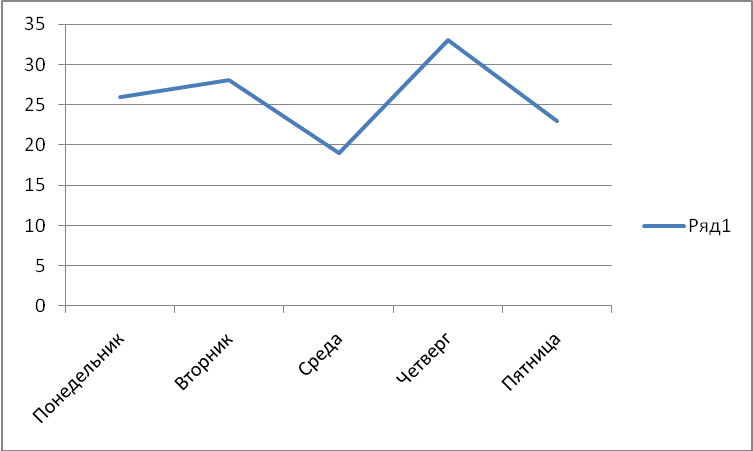 35
30
25
20
15
10
5
0
Понедельник
Вторник
Среда
Четверг
Пятница
Ряд1